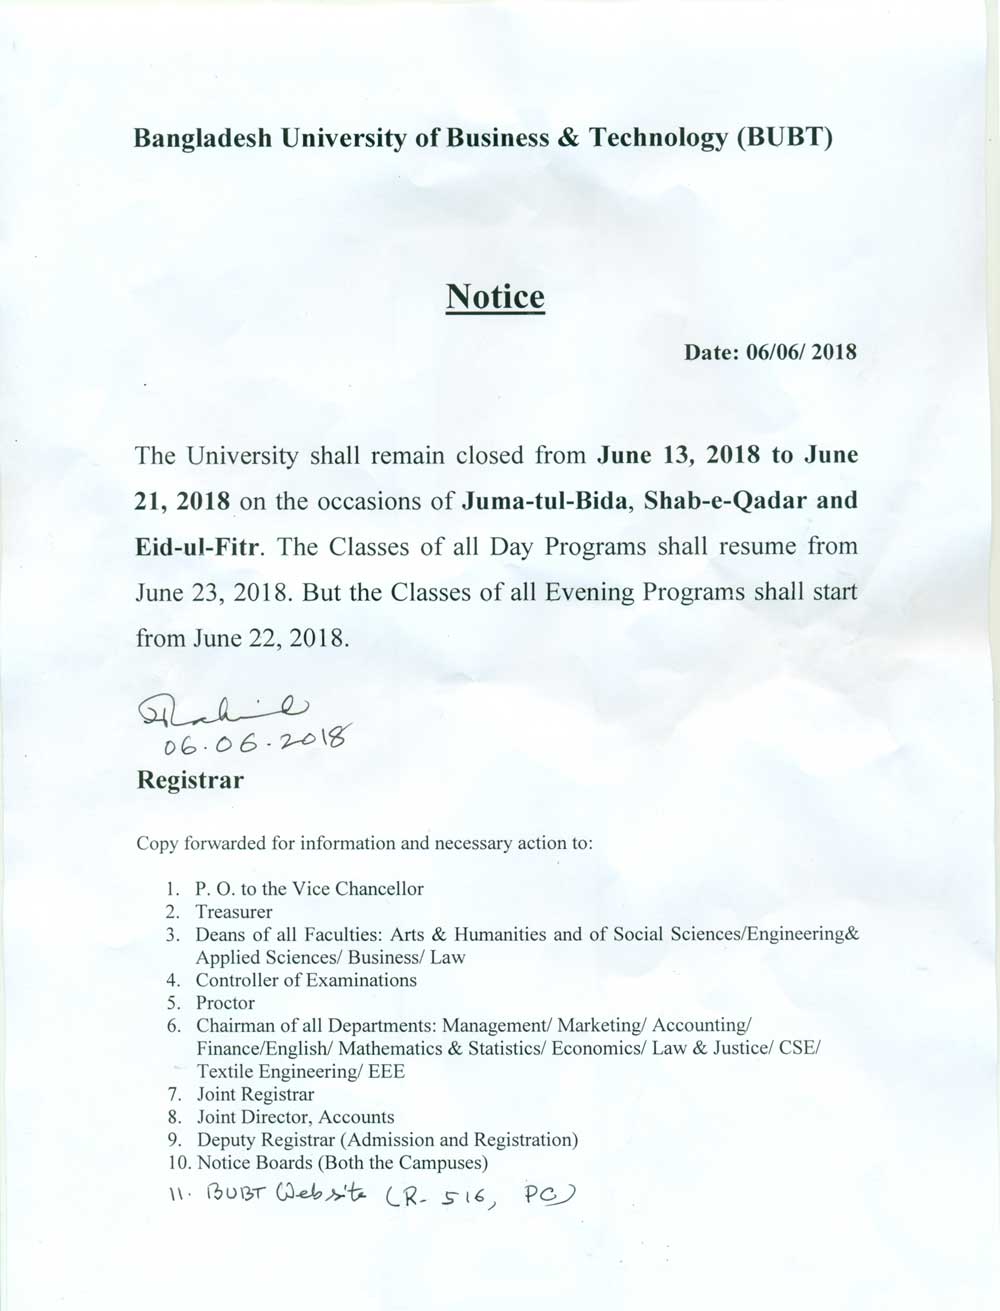 Bangladesh University of Business & Technology (BUBT)
Notice
Date: 06/06/ 2018
The University shall remain closed from June 13, 2018 to June
21, 2018 on the occasions of Juma-tul-Bida, Shab-e-Qadar and
Eid-ul-Fitr. The Classes of all Day Programs shall resume from
June 23, 2018. But the Classes of all Evening Programs shall start
from June 22, 2018.
06.06.2018
Registrar
Copy forwarded for information and necessary action to:
1. P. O. to the Vice Chancellor
2. Treasurer
3. Deans of all Faculties: Arts & Humanities and of Social Sciences/Engineering&
Applied Sciences/ Business/ Law
4. Controller of Examinations
5. Proctor
6. Chairman of all Departments: Management/ Marketing/ Accounting/
Finance/English/ Mathematics & Statistics/ Economics/ Law & Justice/ CSE/
Textile Engineering/ EEE
7. Joint Registrar
8. Joint Director, Accounts
9. Deputy Registrar (Admission and Registration)
10. Notice Boards (Both the Campuses)
11. BUBT Website (R- 516, PC)